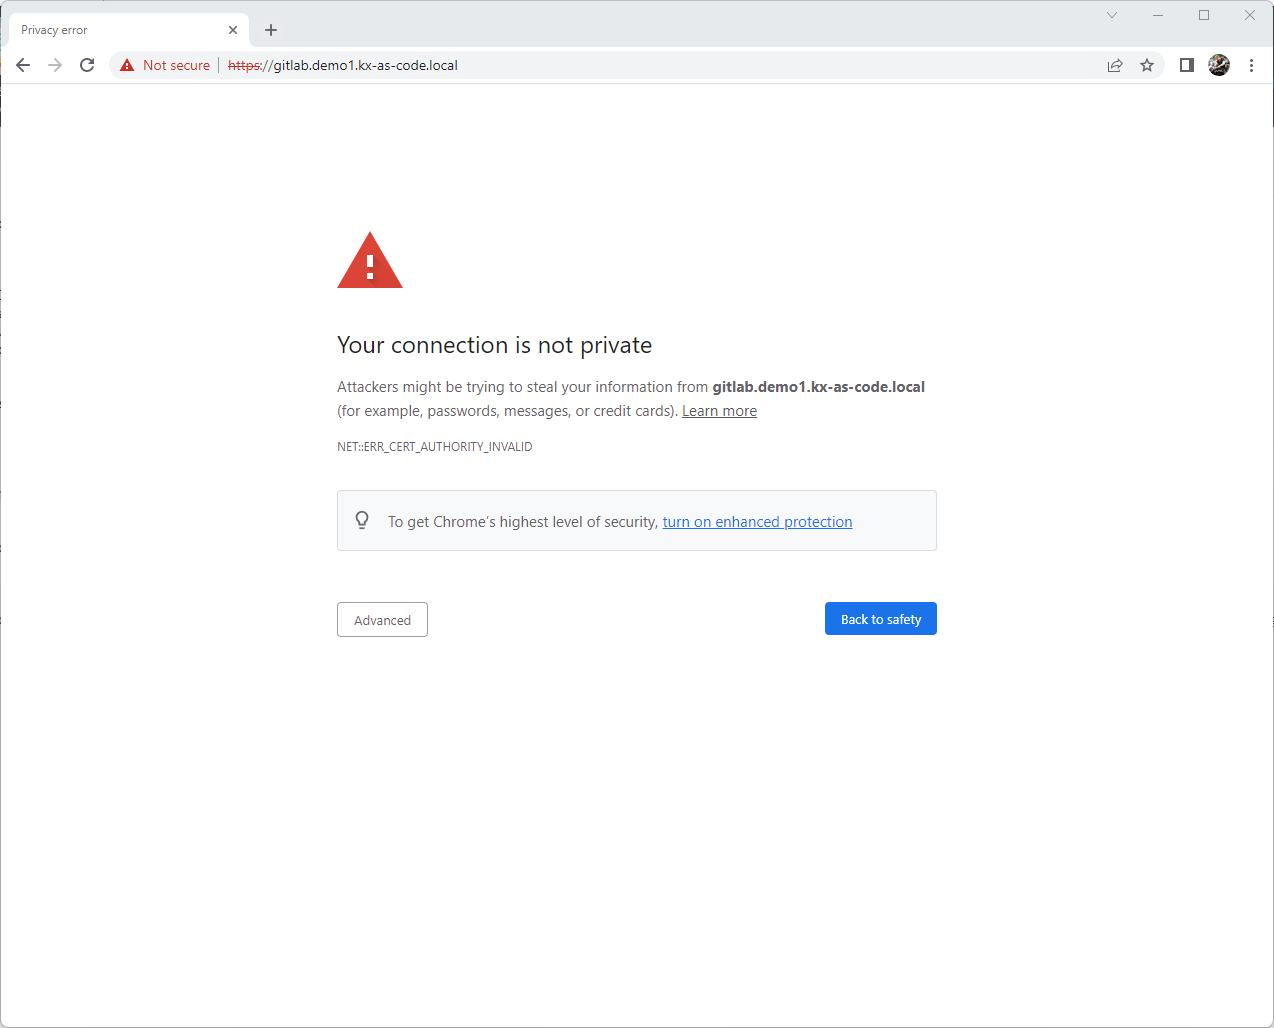 Privacy error
Not secure https://gitlab.demo1.kx-as-code.local
Your connection is not private
Attackers might be trying to steal your information from gitlab.demo1.kx-as-code.local
(for example, passwords, messages, or credit cards). Learn more
NET::ERR_CERT_AUTHORITY_INVALID
To get Chrome's highest level of security, turn on enhanced protection
Advanced
Back to safety